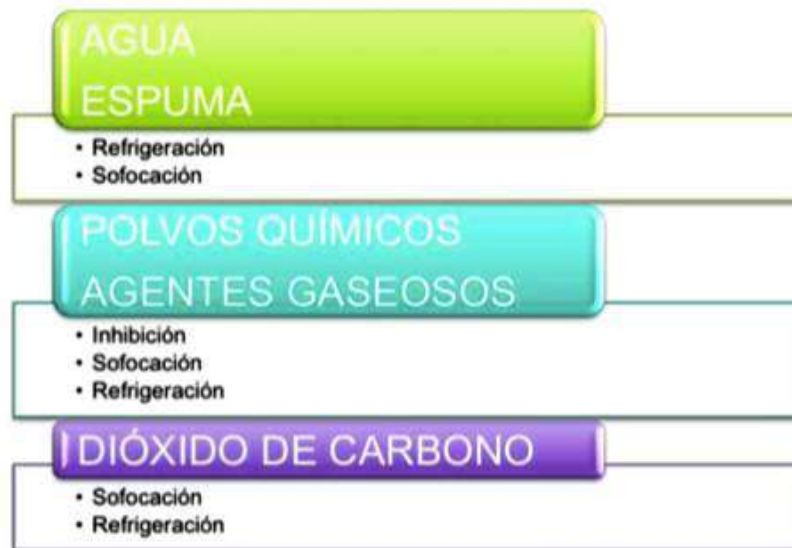 AGUA
ESPUMA
• Refrigeración
• Sofocación
POLVOS QUÍMICOS
AGENTES GASEOSOS
• Inhibición
• Sofocación
• Refrigeración
DIÓXIDO DE CARBONO
• Sofocación
• Refrigeración